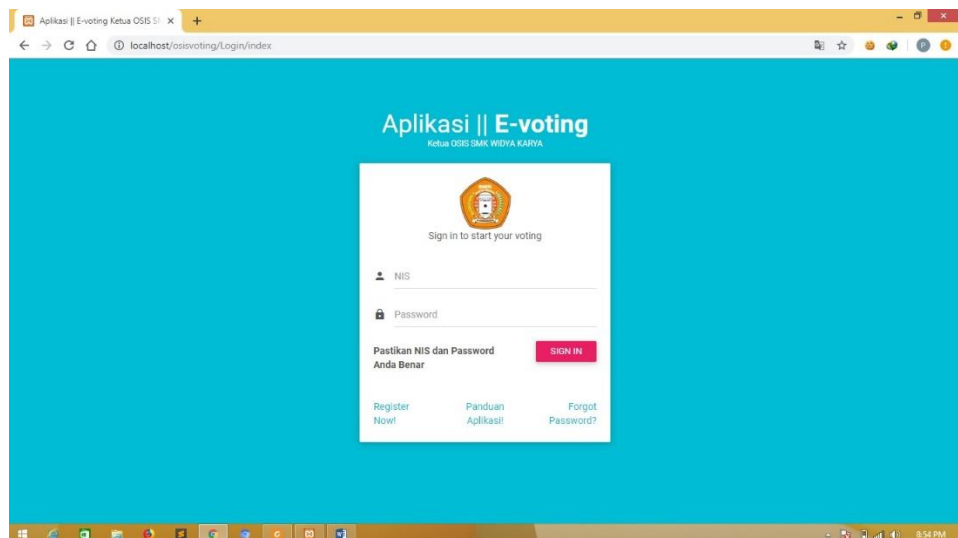 Aplikasi || E-voting Ketua OSIS S
localhost/osisvoting/Login/index
Aplikasi || E-voting
Ketua OSIS SMK WIDYA KARYA
Sign in to start your voting
NIS
Password
Pastikan NIS dan Password
Anda Benar
SIGN IN
Register
Now!
Panduan
Aplikasi!
Forgot
Password?
8:54 PM